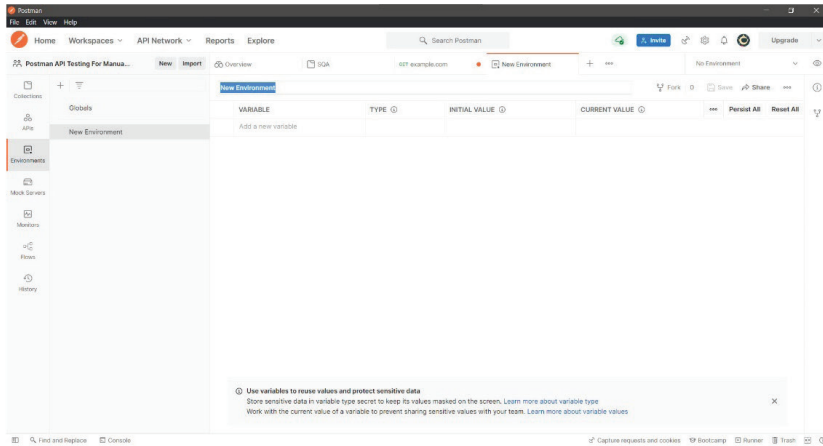 Postman
File Edit View Help
Home Workspaces API Network Reports Explore Search Postman Invite Upgrade
Postman API Testing For Manua... New Import Overview SQA GET example.com New Environment No Environment
Collections
APIs
Environments
Mock Servers
Monitors
Flows
History
Globals
New Environment
New Environment
Fork 0 Save Share
VARIABLE TYPE INITIAL VALUE CURRENT VALUE Persist All Reset All
Add a new variable
Use variables to reuse values and protect sensitive data
Store sensitive data in variable type secret to keep its values masked on the screen. Learn more about variable type
Work with the current value of a variable to prevent sharing sensitive values with your team. Learn more about variable values
Find and Replace Console Capture requests and cookies Bootcamp Runner Trash